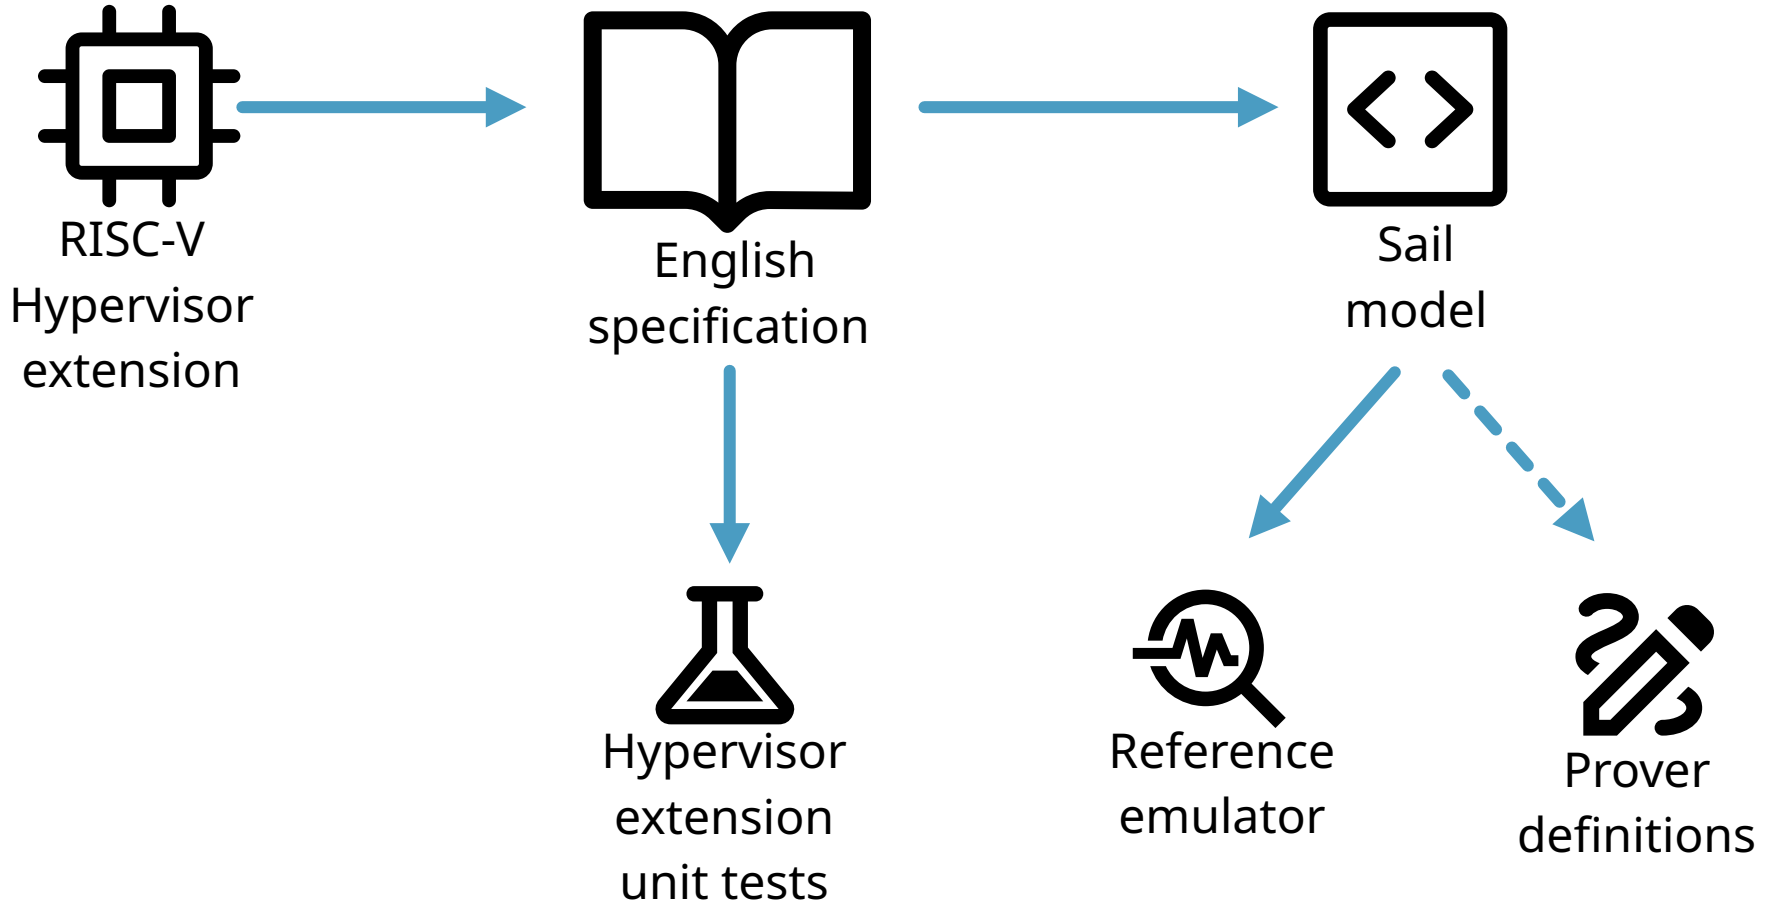 RISC-V
Hypervisor
extension
English
specification
Sail
model
Hypervisor
extension
unit tests
Reference
emulator
Prover
definitions